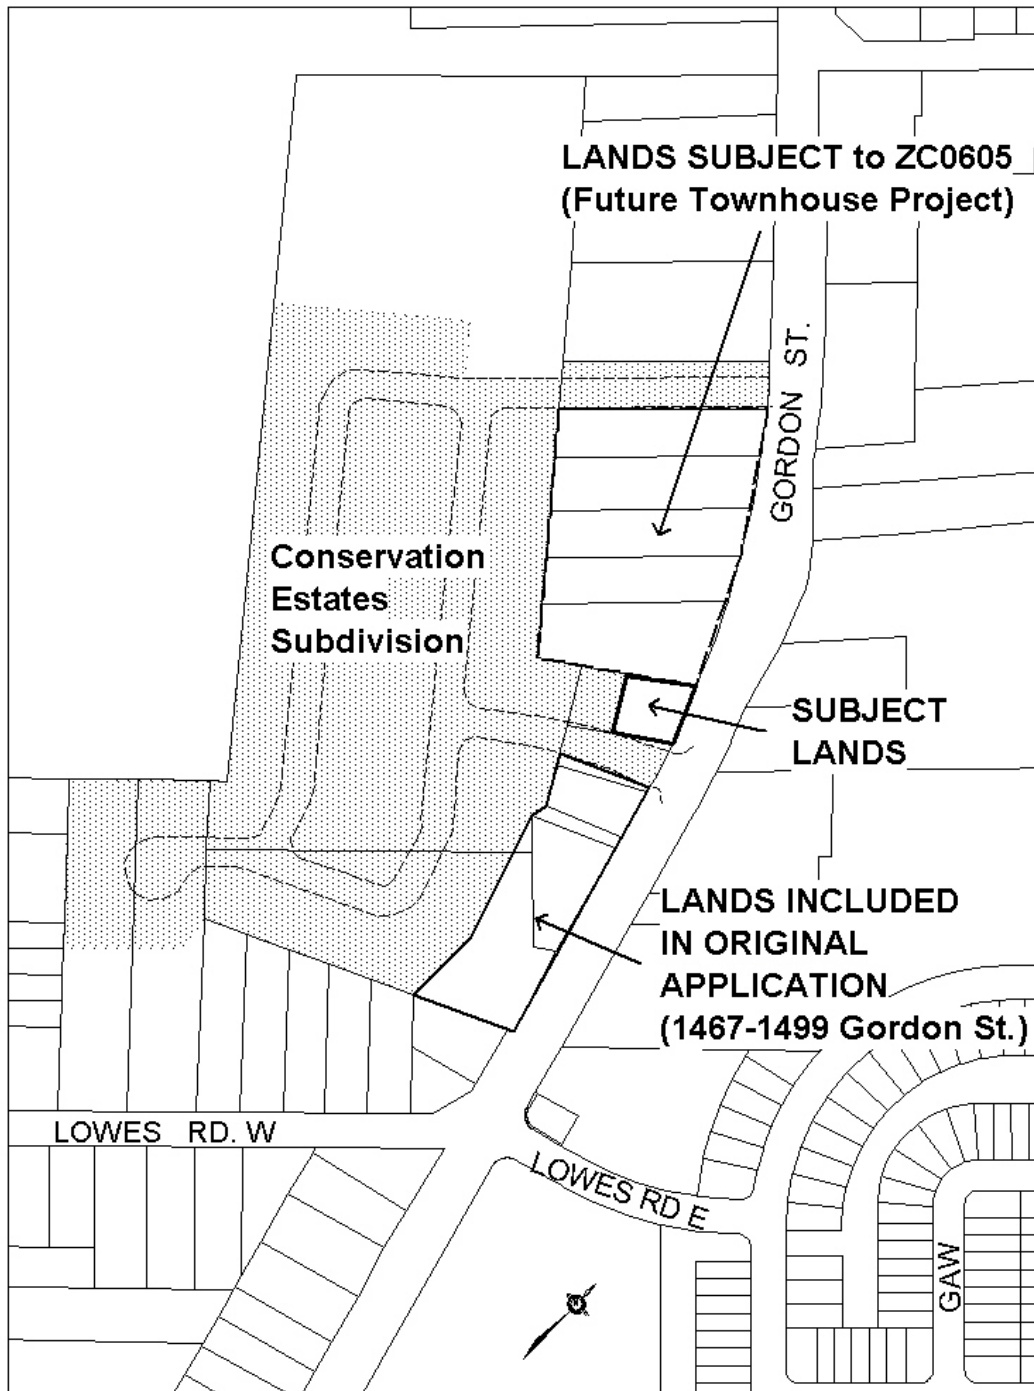 LANDS SUBJECT to ZC0605
(Future Townhouse Project)
GORDON ST.
Conservation
Estates
Subdivision
SUBJECT
LANDS
LANDS INCLUDED
IN ORIGINAL
APPLICATION
(1467-1499 Gordon St.)
LOWES RD. W
LOWES RD E
GAW